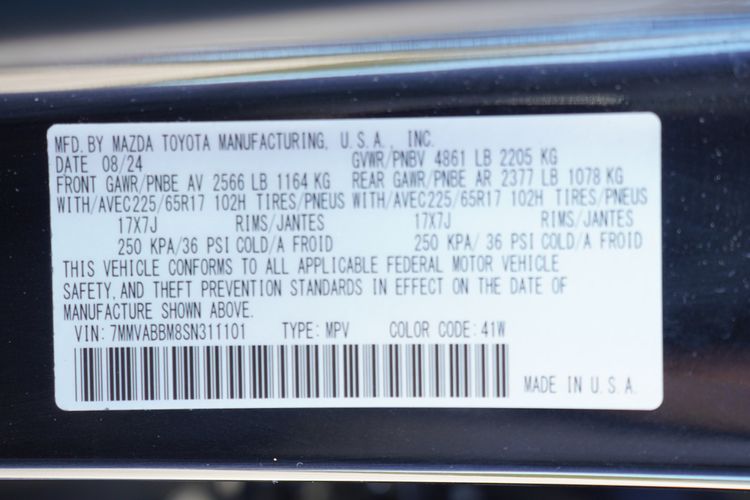 MFD. BY MAZDA TOYOTA MANUFACTURING, U.S.A., INC.
DATE 08/24 GVWR/PNBV 4861 LB 2205 KG
FRONT GAWR/PNBE AV 2566 LB 1164 KG REAR GAWR/PNBE AR 2377 LB 1078 KG
WITH/AVEC225/65R17 102H TIRES/PNEUS WITH/AVEC225/65R17 102H TIRES/PNEUS
17X7J RIMS/JANTES 17X7J RIMS/JANTES
250 KPA/36 PSI COLD/A FROID 250 KPA/ 36 PSI COLD/A FROID
THIS VEHICLE CONFORMS TO ALL APPLICABLE FEDERAL MOTOR VEHICLE
SAFETY, AND THEFT PREVENTION STANDARDS IN EFFECT ON THE DATE OF
MANUFACTURE SHOWN ABOVE.
VIN: 7MMVABBM8SN311101 TYPE: MPV COLOR CODE: 41W
MADE IN U.S.A.